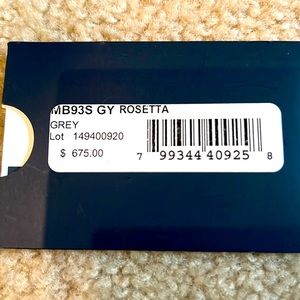 MB93S GY ROSETTA
GREY
Lot 149400920
$ 675.00
7 99344 40925 8